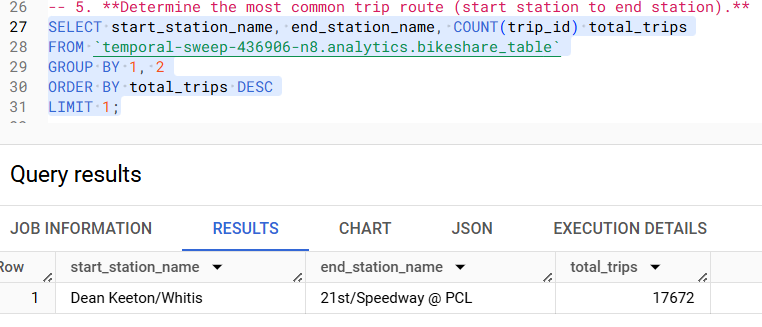 26 -- 5. **Determine the most common trip route (start station to end station).**
27 SELECT start_station_name, end_station_name, COUNT(trip_id) total_trips
28 FROM `temporal-sweep-436906-n8.analytics.bikeshare_table`
29 GROUP BY 1, 2
30 ORDER BY total_trips DESC
31 LIMIT 1;
Query results
JOB INFORMATION RESULTS CHART JSON EXECUTION DETAILS
Row start_station_name end_station_name total_trips
1 Dean Keeton/Whitis 21st/Speedway @ PCL 17672